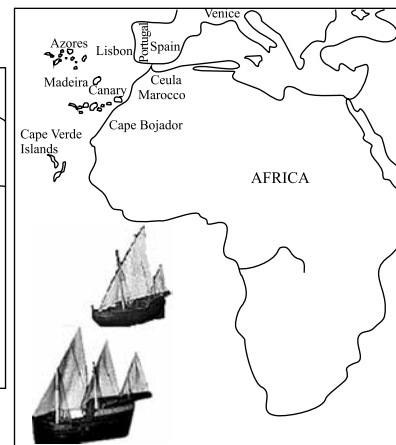 Venice
Azores
Lisbon
Portugal
Spain
Madeira
Canary
Ceula
Marocco
Cape Bojador
Cape Verde
Islands
AFRICA